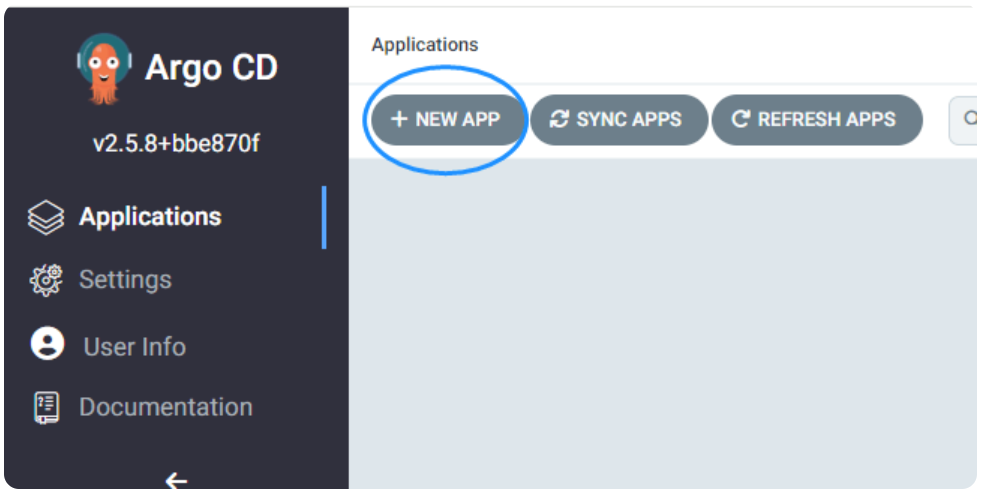 Argo CD
v2.5.8+bbe870f
Applications
Settings
User Info
Documentation
Applications
+ NEW APP
SYNC APPS
REFRESH APPS